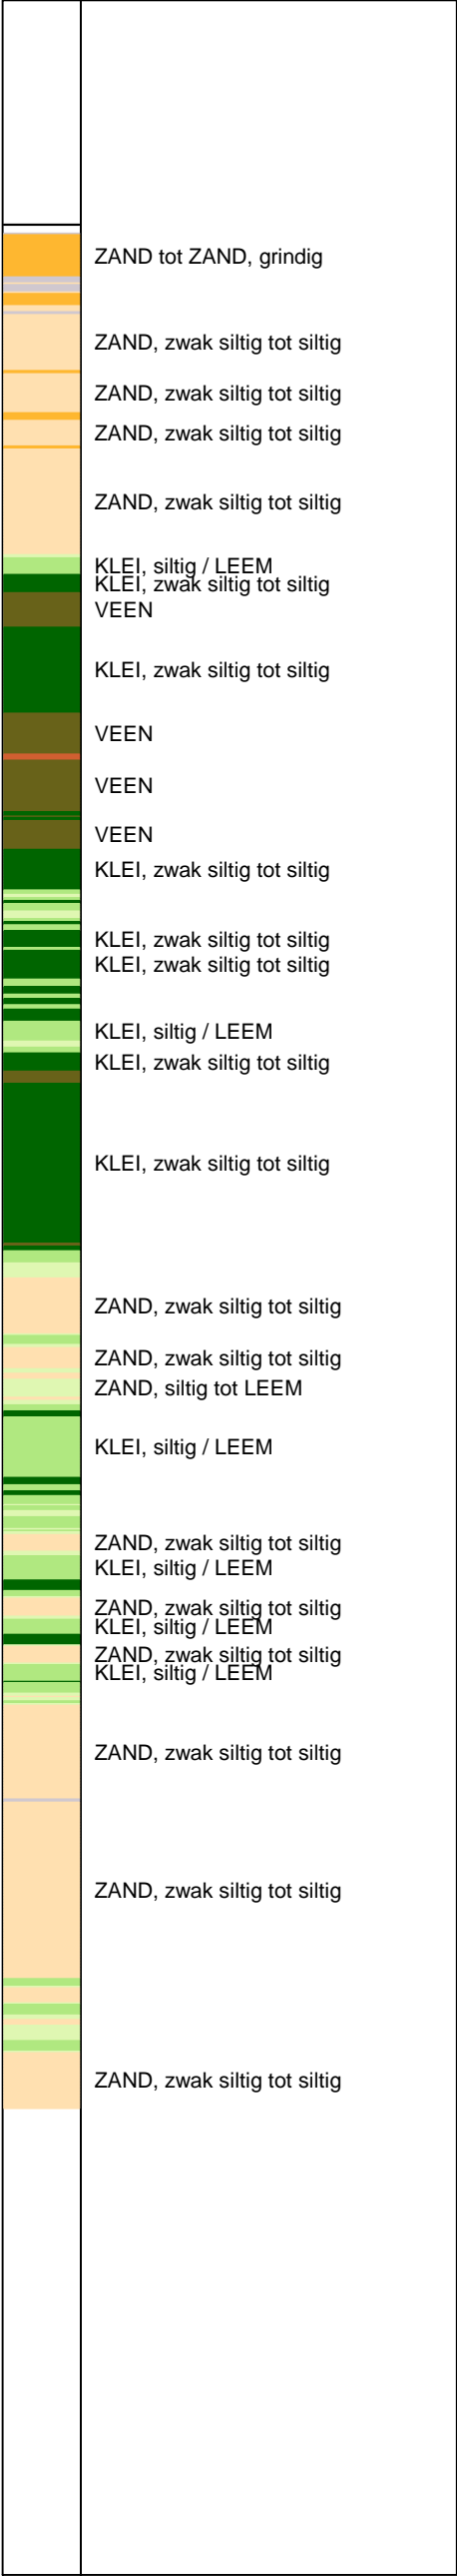 ZAND tot ZAND, grindig
ZAND, zwak siltig tot siltig
ZAND, zwak siltig tot siltig
ZAND, zwak siltig tot siltig
ZAND, zwak siltig tot siltig
KLEI, siltig / LEEM
KLEI, zwak siltig tot siltig
VEEN
KLEI, zwak siltig tot siltig
VEEN
VEEN
VEEN
KLEI, zwak siltig tot siltig
KLEI, zwak siltig tot siltig
KLEI, zwak siltig tot siltig
KLEI, siltig / LEEM
KLEI, zwak siltig tot siltig
KLEI, zwak siltig tot siltig
ZAND, zwak siltig tot siltig
ZAND, zwak siltig tot siltig
ZAND, siltig tot LEEM
KLEI, siltig / LEEM
ZAND, zwak siltig tot siltig
KLEI, siltig / LEEM
ZAND, zwak siltig tot siltig
KLEI, siltig / LEEM
ZAND, zwak siltig tot siltig
KLEI, siltig / LEEM
ZAND, zwak siltig tot siltig
ZAND, zwak siltig tot siltig
ZAND, zwak siltig tot siltig